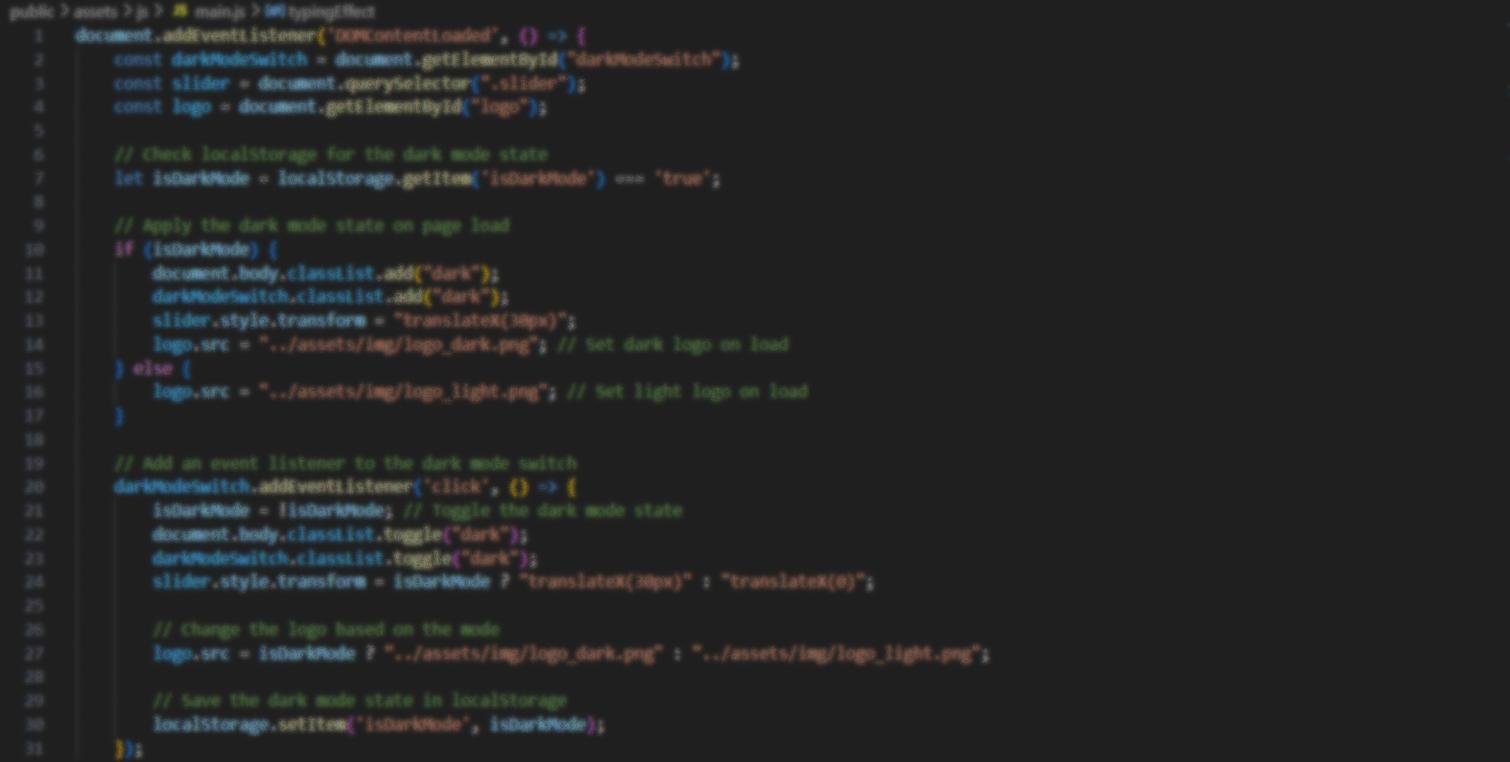 public > assets > js > JS main.js > typingEffect
1 document.addEventListener('DOMContentLoaded', () => {
2 const darkModeSwitch = document.getElementById("darkModeSwitch");
3 const slider = document.querySelector(".slider");
4 const logo = document.getElementById("logo");
5
6 // Check localStorage for the dark mode state
7 let isDarkMode = localStorage.getItem('isDarkMode') === 'true';
8
9 // Apply the dark mode state on page load
10 if (isDarkMode) {
11 document.body.classList.add("dark");
12 darkModeSwitch.classList.add("dark");
13 slider.style.transform = "translateX(30px)";
14 logo.src = "../assets/img/logo_dark.png"; // Set dark logo on load
15 } else {
16 logo.src = "../assets/img/logo_light.png"; // Set light logo on load
17 }
18
19 // Add an event listener to the dark mode switch
20 darkModeSwitch.addEventListener('click', () => {
21 isDarkMode = !isDarkMode; // Toggle the dark mode state
22 document.body.classList.toggle("dark");
23 darkModeSwitch.classList.toggle("dark");
24 slider.style.transform = isDarkMode ? "translateX(30px)" : "translateX(0)";
25
26 // Change the logo based on the mode
27 logo.src = isDarkMode ? "../assets/img/logo_dark.png" : "../assets/img/logo_light.png";
28
29 // Save the dark mode state in localStorage
30 localStorage.setItem('isDarkMode', isDarkMode);
31 });